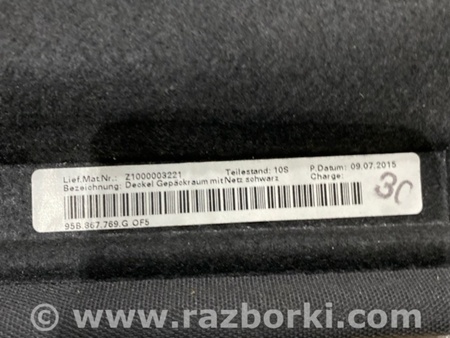 Lief.Mat.Nr.: Z1000003221 Teilestand: 10S P.Datum: 09.07.2015
Bezeichnung: Deckel Gepäckraum mit Netz schwarz Charge:
30
95B.867.769.G OF5
www.razborki.com